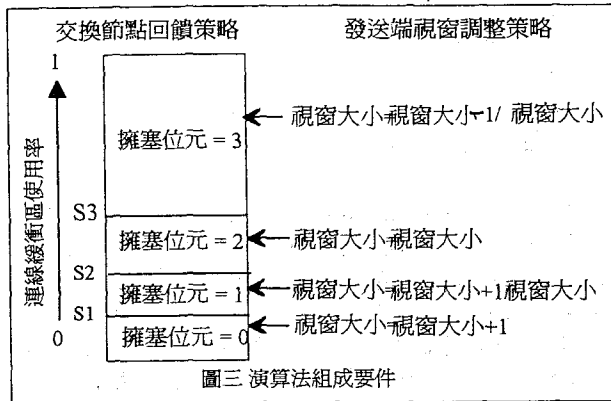 交換節點回饋策略 發送端視窗調整策略
1
視窗大小=視窗大小-1/ 視窗大小
擁塞位元 = 3
連線緩衝區使用率
S3
擁塞位元 = 2
視窗大小=視窗大小
S2
擁塞位元 = 1
視窗大小=視窗大小+1視窗大小
S1
擁塞位元 = 0
視窗大小=視窗大小+1
0
圖三 演算法組成要件